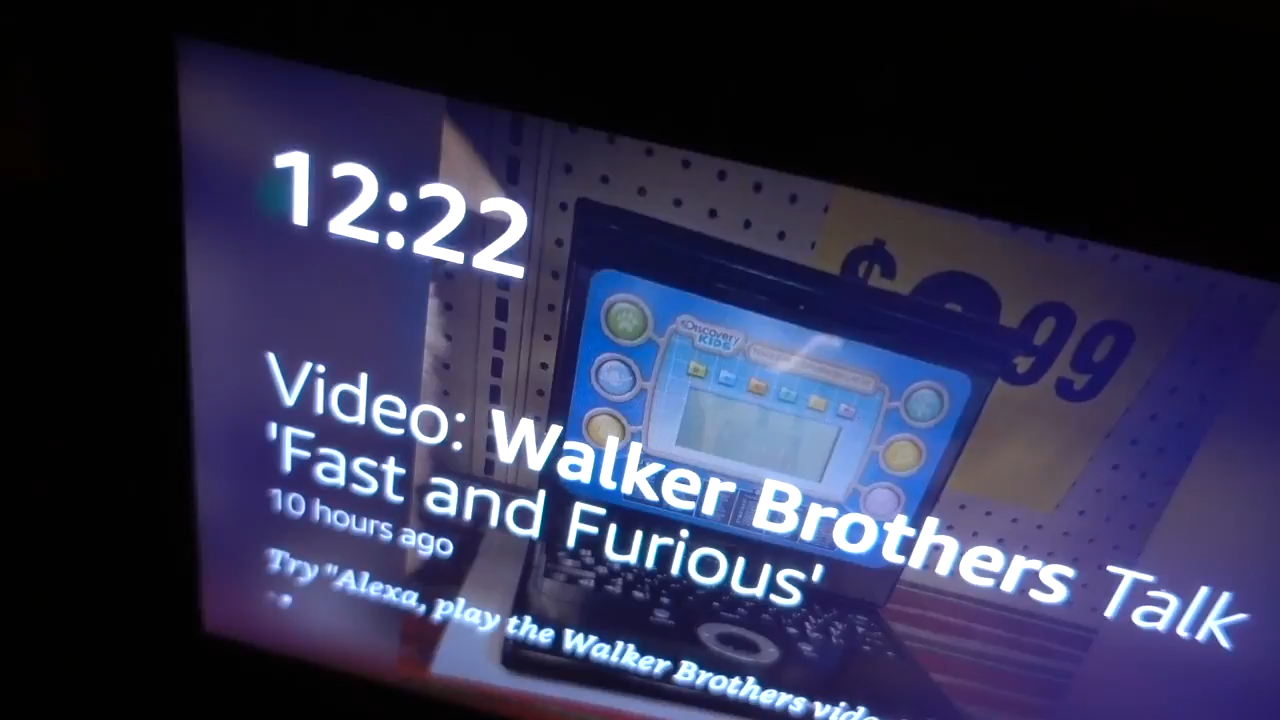 12:22
$ 99
Discovery
KIDS
Video: Walker Brothers Talk
'Fast and Furious'
10 hours ago
Try "Alexa, play the Walker Brothers